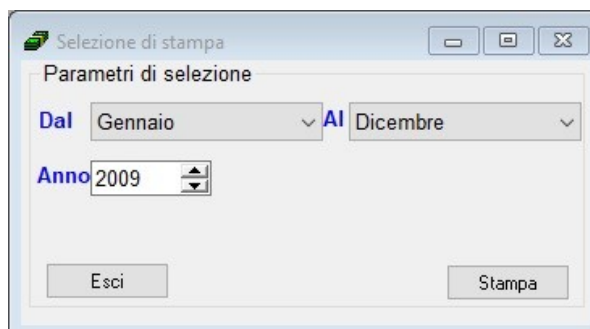 Selezione di stampa
Parametri di selezione
Dal Gennaio Al Dicembre
Anno 2009
Esci Stampa